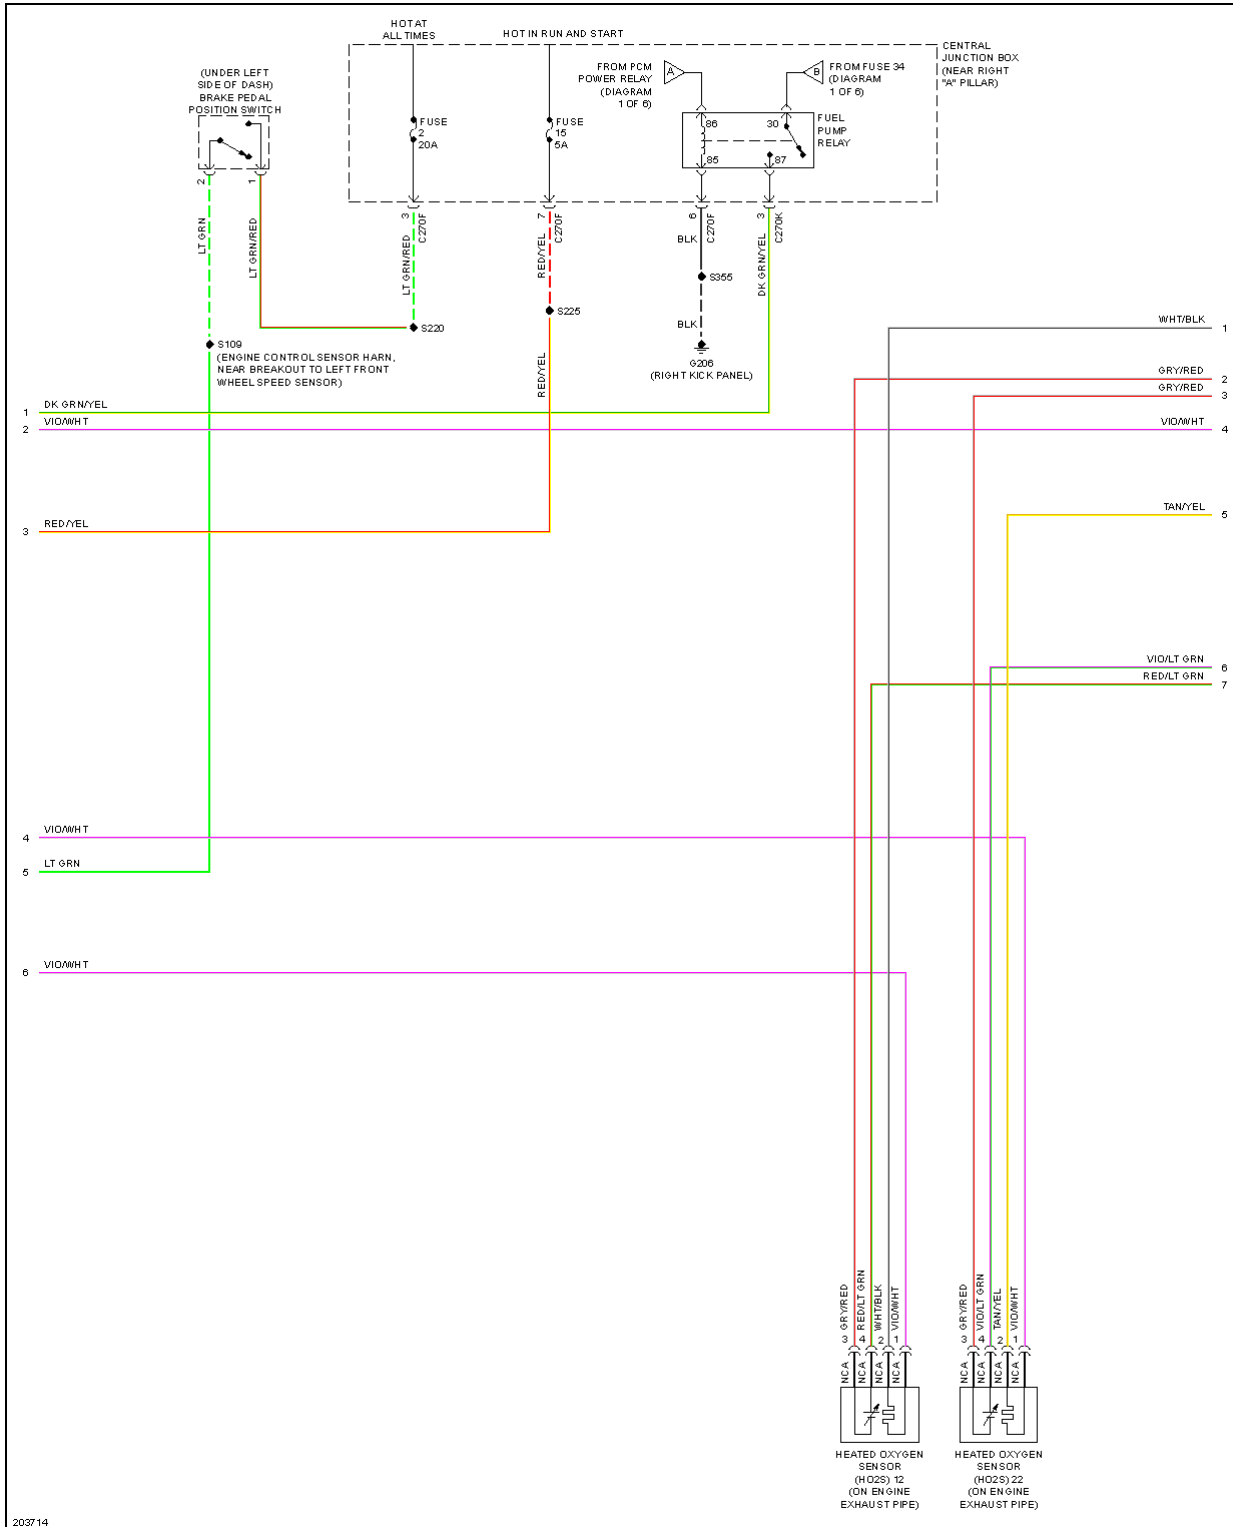 HOT AT
ALL TIMES
HOT IN RUN AND START
CENTRAL
JUNCTION BOX
(NEAR RIGHT
"A" PILLAR)
FROM PCM
POWER RELAY
(DIAGRAM
1 OF 6)
A
B
FROM FUSE 34
(DIAGRAM
1 OF 6)
(UNDER LEFT
SIDE OF DASH)
BRAKE PEDAL
POSITION SWITCH
FUSE
2
20A
FUSE
15
5A
86
30
85
87
FUEL
PUMP
RELAY
2
1
3
C270F
7
C270F
6
C270F
3
C270K
LT GRN
LT GRN/RED
LT GRN/RED
RED/YEL
BLK
DK GRN/YEL
S355
S225
S220
BLK
S109
(ENGINE CONTROL SENSOR HARN,
NEAR BREAKOUT TO LEFT FRONT
WHEEL SPEED SENSOR)
G206
(RIGHT KICK PANEL)
RED/YEL
WHT/BLK
1
GRY/RED
2
GRY/RED
3
1
DK GRN/YEL
2
VIO/WHT
VIO/WHT
4
TAN/YEL
5
3
RED/YEL
VIO/LT GRN
6
RED/LT GRN
7
4
VIO/WHT
5
LT GRN
6
VIO/WHT
GRY/RED
RED/LT GRN
WHT/BLK
VIO/WHT
GRY/RED
VIO/LT GRN
TAN/YEL
VIO/WHT
3
4
2
1
3
4
2
1
NCA
NCA
NCA
NCA
NCA
NCA
NCA
NCA
HEATED OXYGEN
SENSOR
(HO2S) 12
(ON ENGINE
EXHAUST PIPE)
HEATED OXYGEN
SENSOR
(HO2S) 22
(ON ENGINE
EXHAUST PIPE)
203714